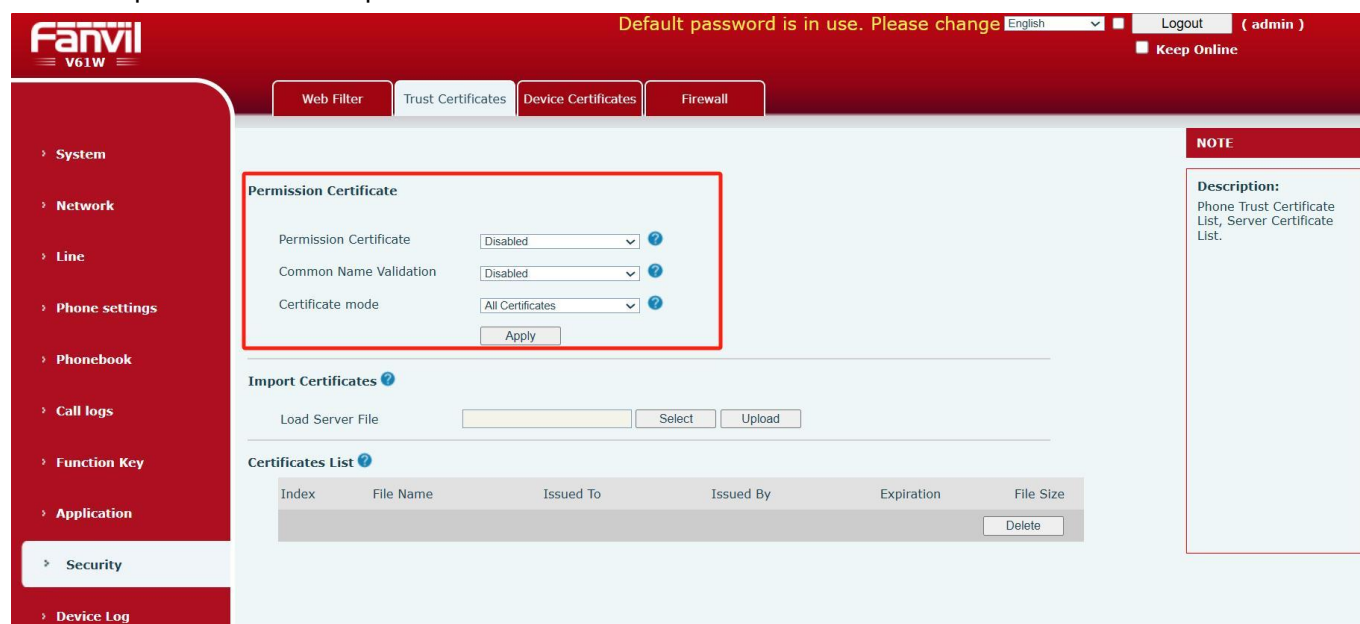 Fanvil
V61W
Default password is in use. Please change
English
Logout
( admin )
Keep Online
Web Filter
Trust Certificates
Device Certificates
Firewall
System
Network
Line
Phone settings
Phonebook
Call logs
Function Key
Application
Security
Device Log
Permission Certificate
Permission Certificate
Disabled
Common Name Validation
Disabled
Certificate mode
All Certificates
Apply
Import Certificates
Load Server File
Select
Upload
Certificates List
Index File Name Issued To Issued By Expiration File Size
Delete
NOTE
Description:
Phone Trust Certificate
List, Server Certificate
List.